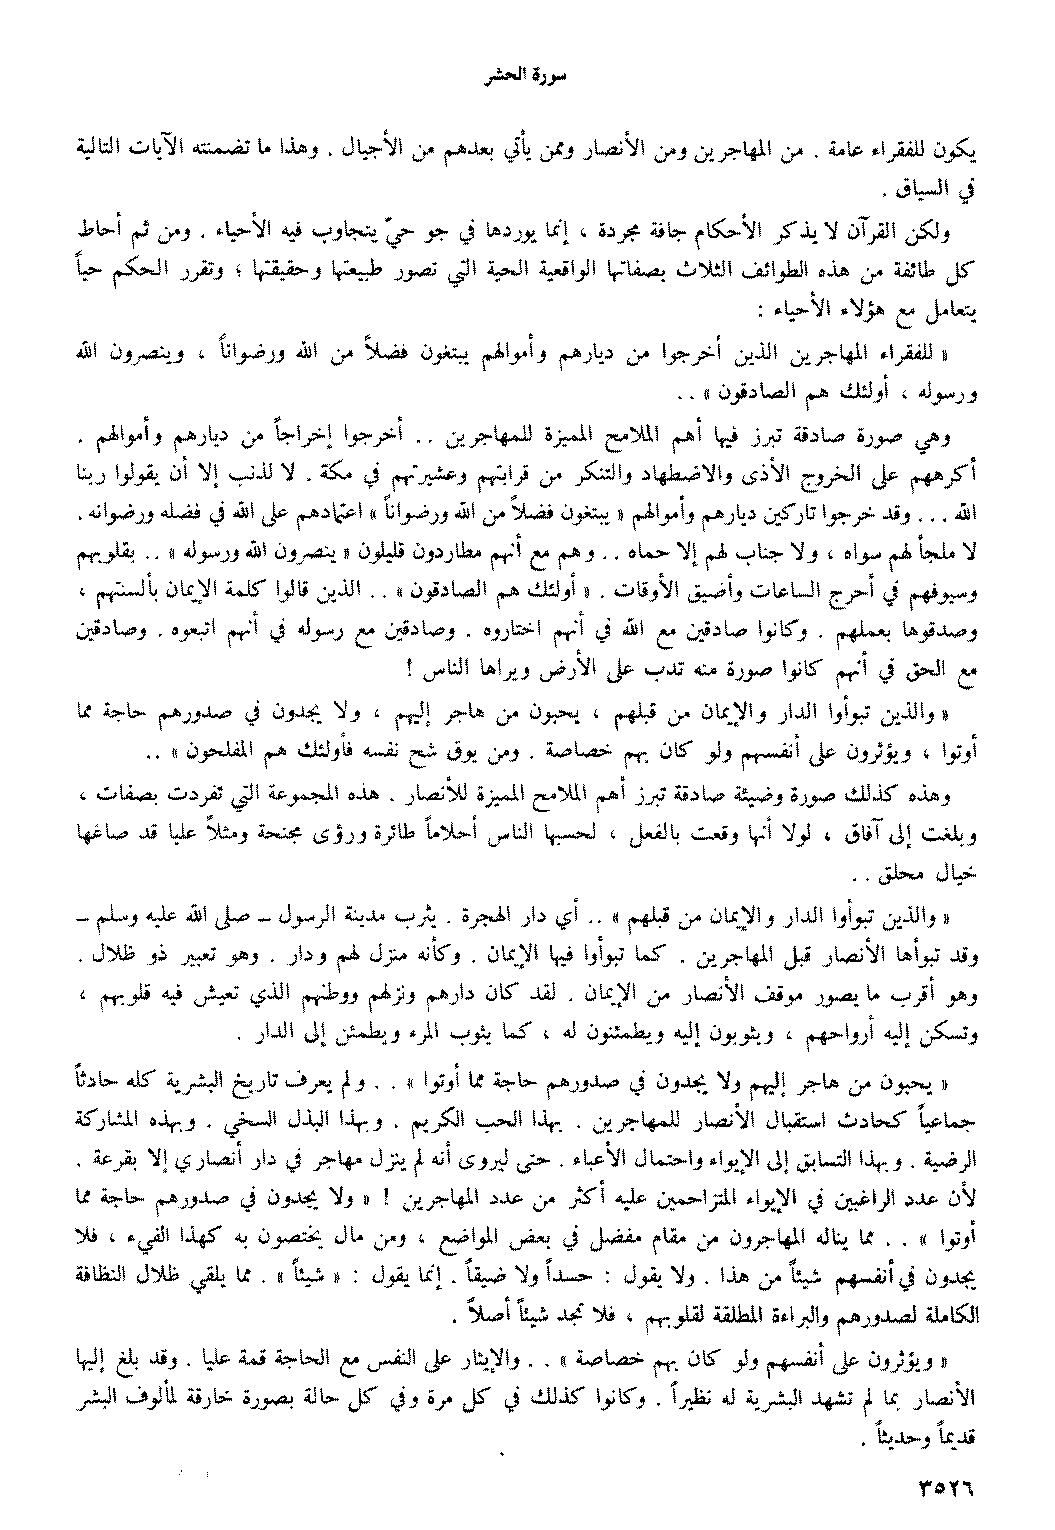 سورة الحشر
يكون للفقراء عامة . من المهاجرين ومن الأنصار وممن يأتي بعدهم من الأجيال . وهذا ما تضمنته الآيات التالية
في السياق .
ولكن القرآن لا يذكر الأحكام جافة مجردة ، إنما يوردها في جو حيّ يتجاوب فيه الأحياء . ومن ثم أحاط
كل طائفة من هذه الطوائف الثلاث بصفاتها الواقعية الحية التي تصور طبيعتها وحقيقتها ؛ وتقرر الحكم حياً
يتعامل مع هؤلاء الأحياء :
« للفقراء المهاجرين الذين أخرجوا من ديارهم وأموالهم يبتغون فضلاً من الله ورضواناً ، وينصرون الله
ورسوله ، أولئك هم الصادقون » ..
وهي صورة صادقة تبرز فيها أهم الملامح المميزة للمهاجرين .. أخرجوا إخراجاً من ديارهم وأموالهم .
أكرههم على الخروج الأذى والاضطهاد والتنكر من قرابتهم وعشيرتهم في مكة . لا لذنب إلا أن يقولوا ربنا
الله ... وقد خرجوا تاركين ديارهم وأموالهم « يبتغون فضلاً من الله ورضواناً » اعتمادهم على الله في فضله ورضوانه .
لا ملجأ لهم سواه ، ولا جناب لهم إلا حماه .. وهم مع أنهم مطاردون قليلون « ينصرون الله ورسوله » .. بقلوبهم
وسيوفهم في أحرج الساعات وأضيق الأوقات . « أولئك هم الصادقون » .. الذين قالوا كلمة الإيمان بألسنتهم ،
وصدقوها بعملهم . وكانوا صادقين مع الله في أنهم اختاروه . وصادقين مع رسوله في أنهم اتبعوه . وصادقين
مع الحق في أنهم كانوا صورة منه تدب على الأرض ويراها الناس !
« والذين تبوأوا الدار والإيمان من قبلهم ، يحبون من هاجر إليهم ، ولا يجدون في صدورهم حاجة مما
أوتوا ، ويؤثرون على أنفسهم ولو كان بهم خصاصة . ومن يوق شح نفسه فأولئك هم المفلحون » ..
وهذه كذلك صورة وضيئة صادقة تبرز أهم الملامح المميزة للأنصار . هذه المجموعة التي تفردت بصفات ،
وبلغت إلى آفاق ، لولا أنها وقعت بالفعل ، لحسبها الناس أحلاماً طائرة ورؤى مجنحة ومثلاً عليا قد صاغها
خيال محلق ..
« والذين تبوأوا الدار والإيمان من قبلهم » .. أي دار الهجرة . يثرب مدينة الرسول – صلى الله عليه وسلم –
وقد تبوأها الأنصار قبل المهاجرين . كما تبوأوا فيها الإيمان . وكأنه منزل لهم ودار . وهو تعبير ذو ظلال .
وهو أقرب ما يصور موقف الأنصار من الإيمان . لقد كان دارهم ونزلهم ووطنهم الذي تعيش فيه قلوبهم ،
وتسكن إليه أرواحهم ، ويثوبون إليه ويطمئنون له ، كما يثوب المرء ويطمئن إلى الدار .
« يحبون من هاجر إليهم ولا يجدون في صدورهم حاجة مما أوتوا » .. ولم يعرف تاريخ البشرية كله حادثاً
جماعياً كحادث استقبال الأنصار للمهاجرين . بهذا الحب الكريم . وبهذا البذل السخي . وبهذه المشاركة
الرضية . وبهذا التسابق إلى الإيواء واحتمال الأعباء . حتى ليروى أنه لم ينزل مهاجر في دار أنصاري إلا بقرعة .
لأن عدد الراغبين في الإيواء المتزاحمين عليه أكثر من عدد المهاجرين ! « ولا يجدون في صدورهم حاجة مما
أوتوا » .. مما يناله المهاجرون من مقام مفضل في بعض المواضع ، ومن مال يختصون به كهذا الفيء ، فلا
يجدون في أنفسهم شيئاً من هذا . ولا يقول : حسداً ولا ضيقاً . إنما يقول : « شيئاً » . مما يلقي ظلال النظافة
الكاملة لصدورهم والبراءة المطلقة لقلوبهم ، فلا تجد شيئاً أصلاً .
« ويؤثرون على أنفسهم ولو كان بهم خصاصة » .. والإيثار على النفس مع الحاجة قمة عليا . وقد بلغ إليها
الأنصار بما لم تشهد البشرية له نظيراً . وكانوا كذلك في كل مرة وفي كل حالة بصورة خارقة لمألوف البشر
قديماً وحديثاً .
٣٥٢٦